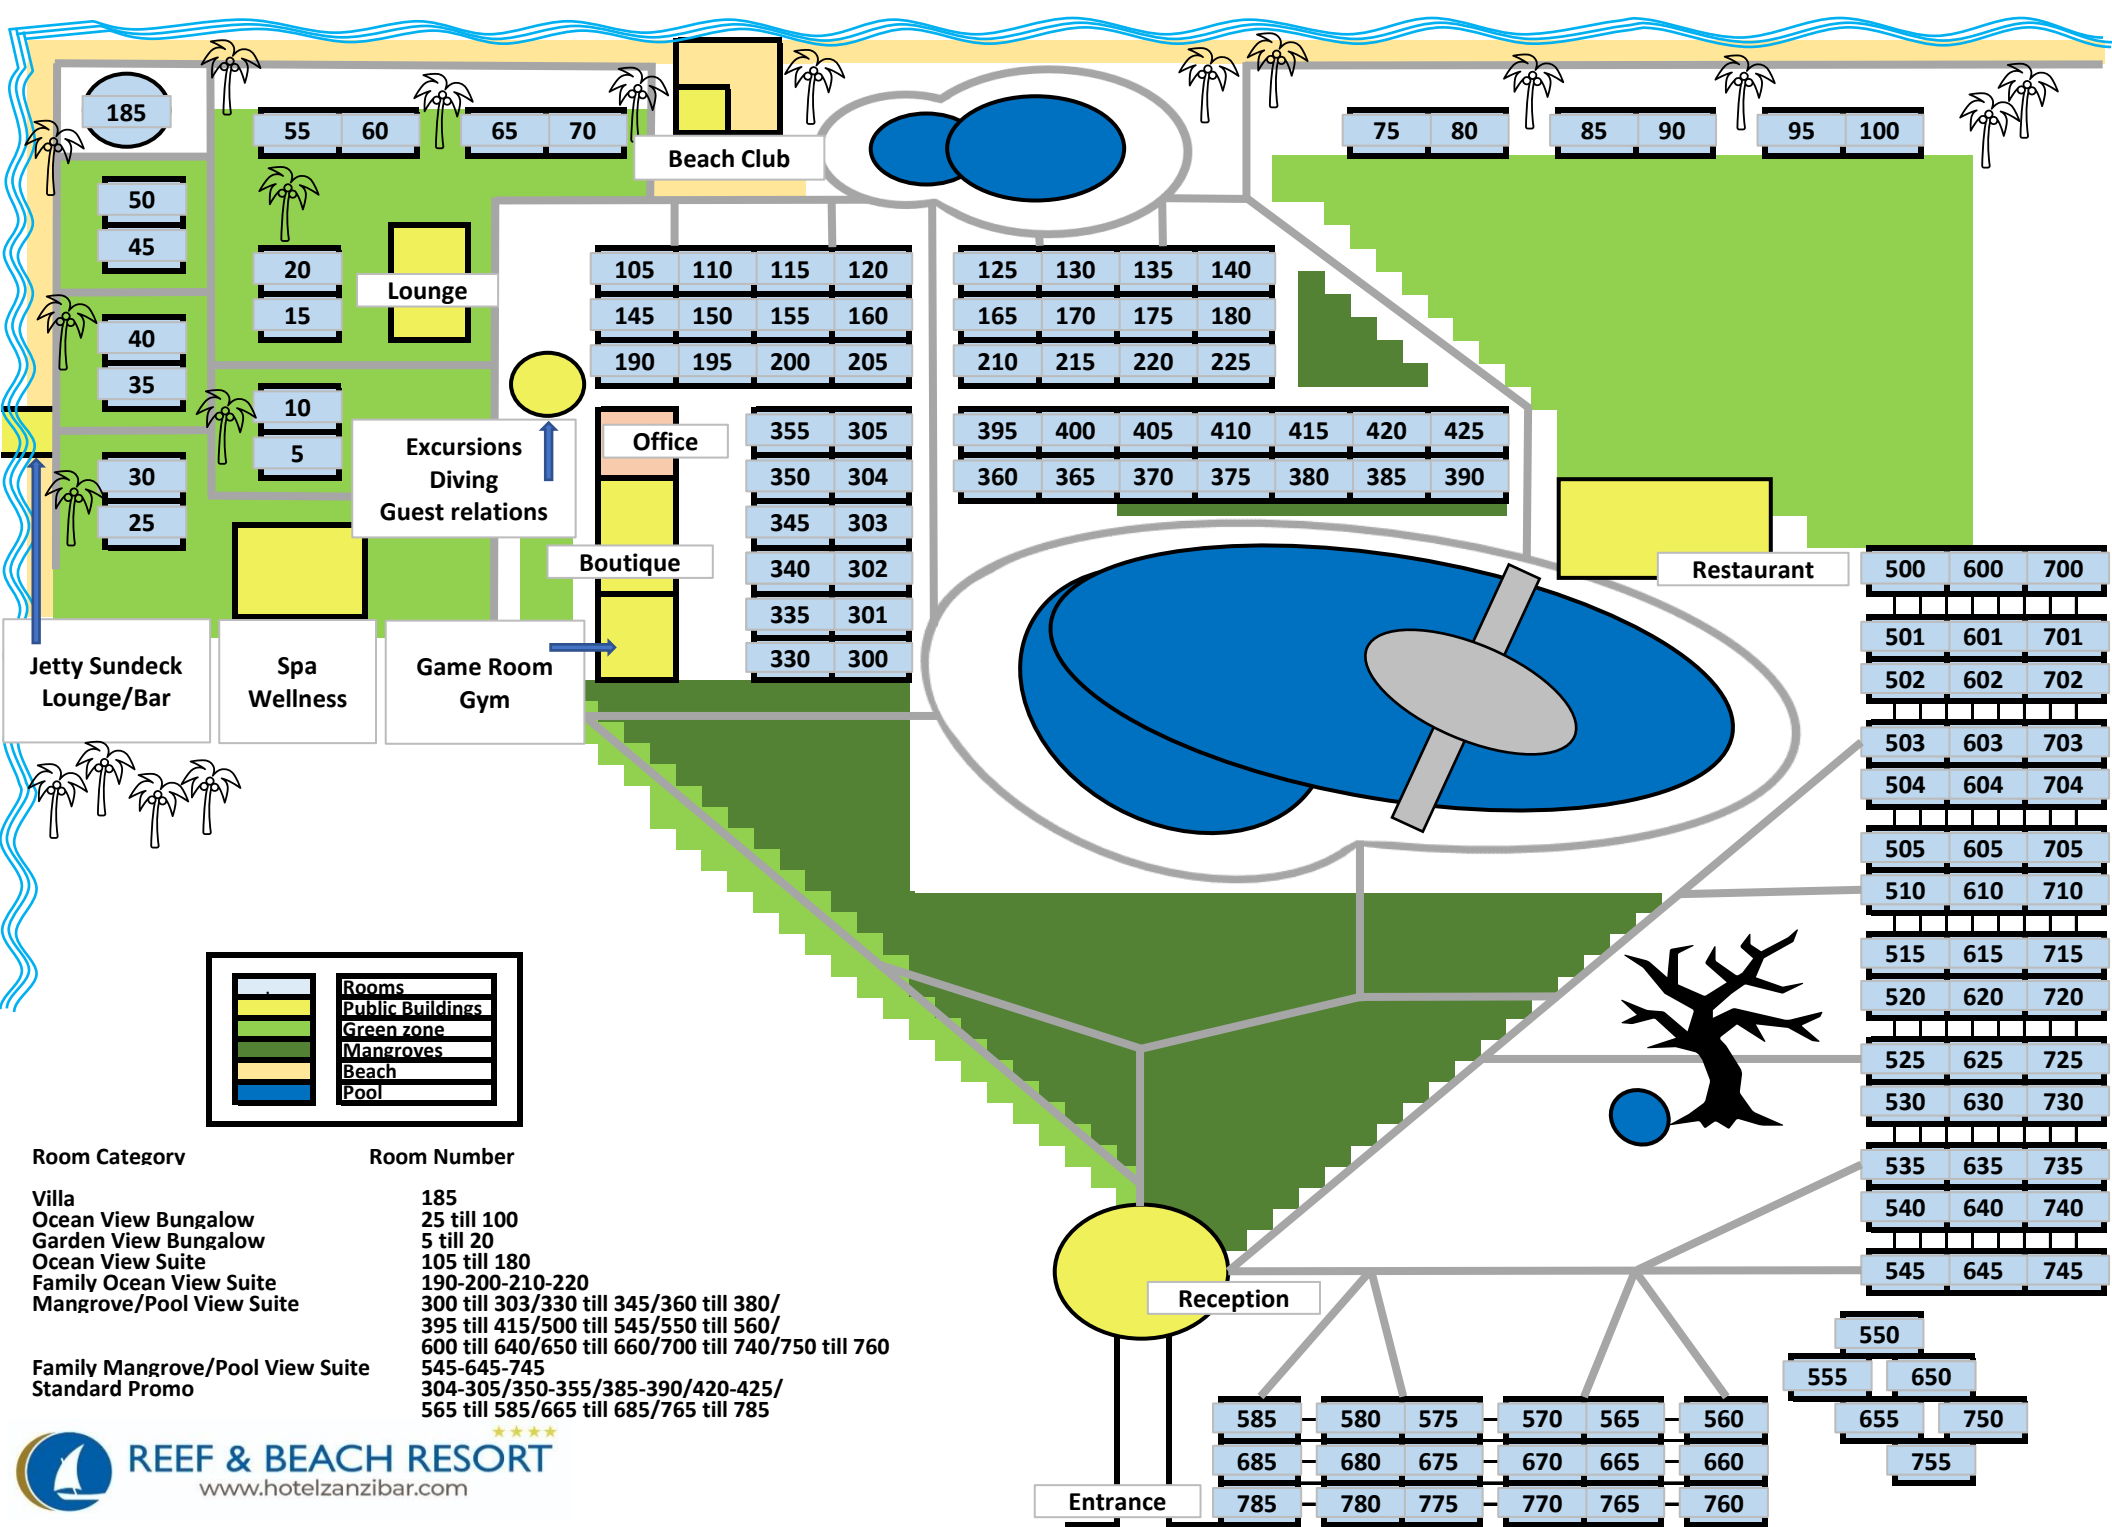 185
55 60 65 70
Beach Club
75 80 85 90 95 100
50
45
20
15
Lounge
40
35
10
5
30
25
105 110 115 120
145 150 155 160
190 195 200 205
125 130 135 140
165 170 175 180
210 215 220 225
Excursions
Diving
Guest relations
Office
Boutique
355 305
350 304
345 303
340 302
335 301
330 300
395 400 405 410 415 420 425
360 365 370 375 380 385 390
Restaurant
Jetty Sundeck
Lounge/Bar
Spa
Wellness
Game Room
Gym
500 600 700
501 601 701
502 602 702
503 603 703
504 604 704
505 605 705
510 610 710
515 615 715
520 620 720
525 625 725
530 630 730
535 635 735
540 640 740
545 645 745
Rooms
Public Buildings
Green zone
Mangroves
Beach
Pool
Room Category Room Number
Villa 185
Ocean View Bungalow 25 till 100
Garden View Bungalow 5 till 20
Ocean View Suite 105 till 180
Family Ocean View Suite 190-200-210-220
Mangrove/Pool View Suite 300 till 303/330 till 345/360 till 380/
395 till 415/500 till 545/550 till 560/
600 till 640/650 till 660/700 till 740/750 till 760
Family Mangrove/Pool View Suite 545-645-745
Standard Promo 304-305/350-355/385-390/420-425/
565 till 585/665 till 685/765 till 785
REEF & BEACH RESORT
www.hotelzanzibar.com
Reception
Entrance
550
555 650
655 750
755
585 580 575 570 565 560
685 680 675 670 665 660
785 780 775 770 765 760